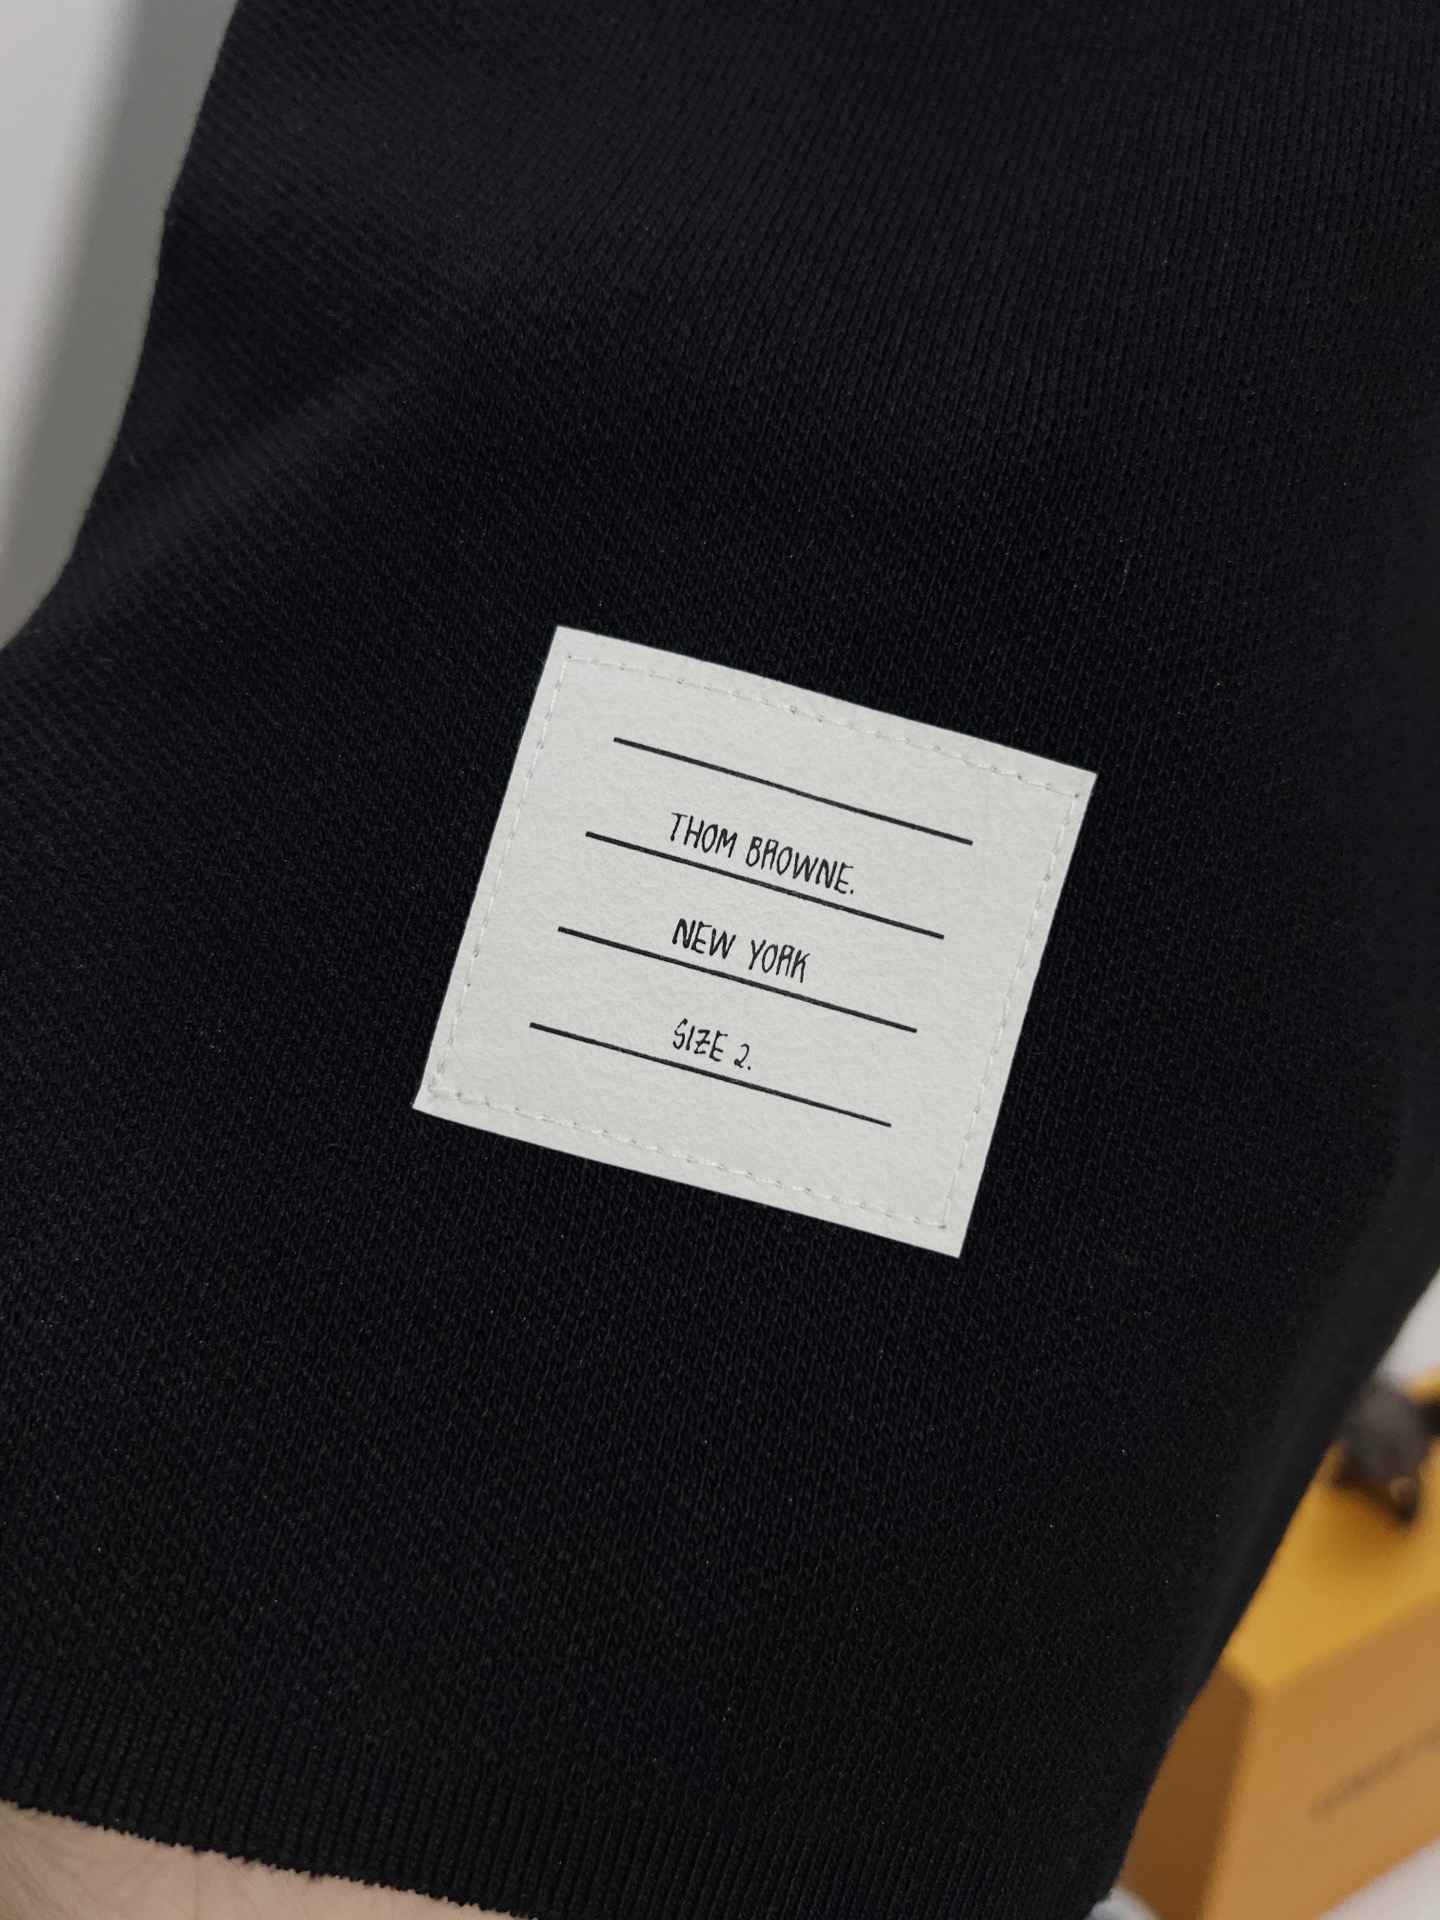 THOM BROWNE.
NEW YORK
SIZE 2.